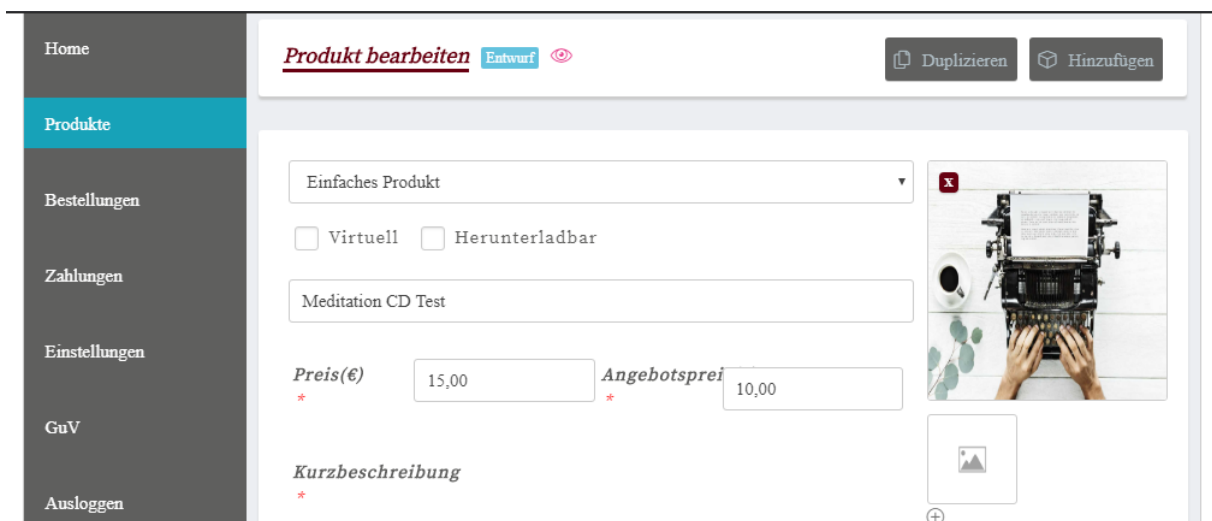 Home
Produkte
Bestellungen
Zahlungen
Einstellungen
GuV
Ausloggen
Produkt bearbeiten Entwurf
Duplizieren Hinzufügen
Einfaches Produkt
x
Virtuell Herunterladbar
Meditation CD Test
Preis(€)
*
15,00
Angebotsprei
*
10,00
Kurzbeschreibung
*